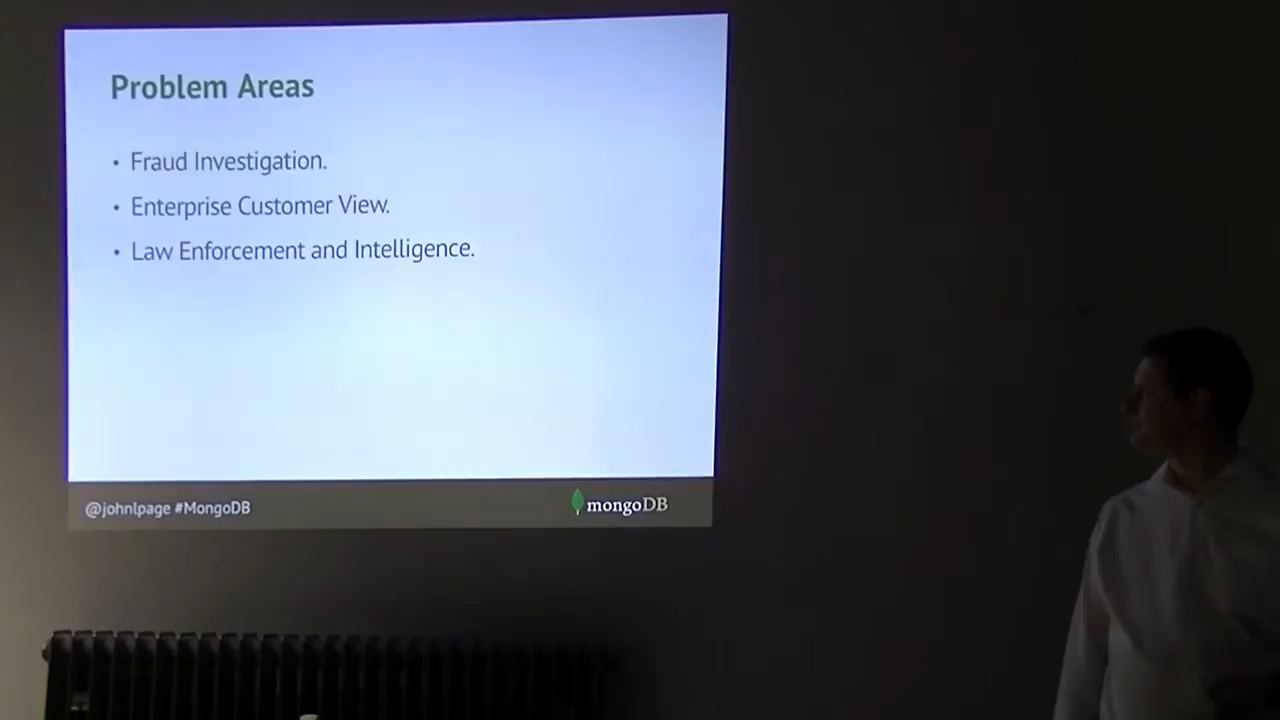 Problem Areas
• Fraud Investigation.
• Enterprise Customer View.
• Law Enforcement and Intelligence.
@johnlpage #MongoDB
mongoDB